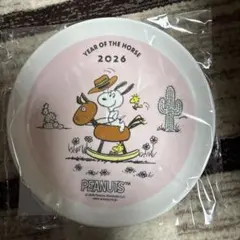 YEAR OF THE HORSE
2026
PEANUTS